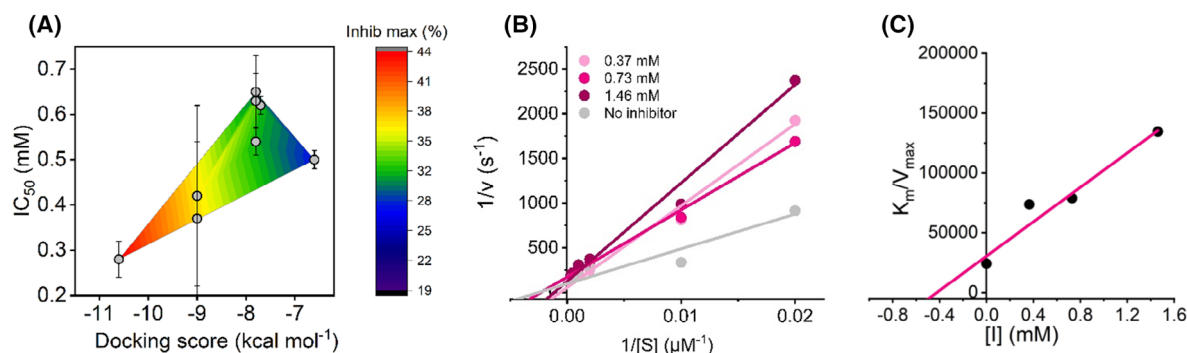 (A)
Inhib max (%)
IC50 (mM)
0.7
0.6
0.5
0.4
0.3
0.2
-11 -10 -9 -8 -7
Docking score (kcal mol⁻¹)
44
41
38
35
32
29
26
23
19
(B)
0.37 mM
0.73 mM
1.46 mM
No inhibitor
1/v (s⁻¹)
2500
2000
1500
1000
500
0.00 0.01 0.02
1/[S] (μM⁻¹)
(C)
Km/Vmax
200000
150000
100000
50000
0
-0.8 -0.4 0.0 0.4 0.8 1.2 1.6
[I] (mM)